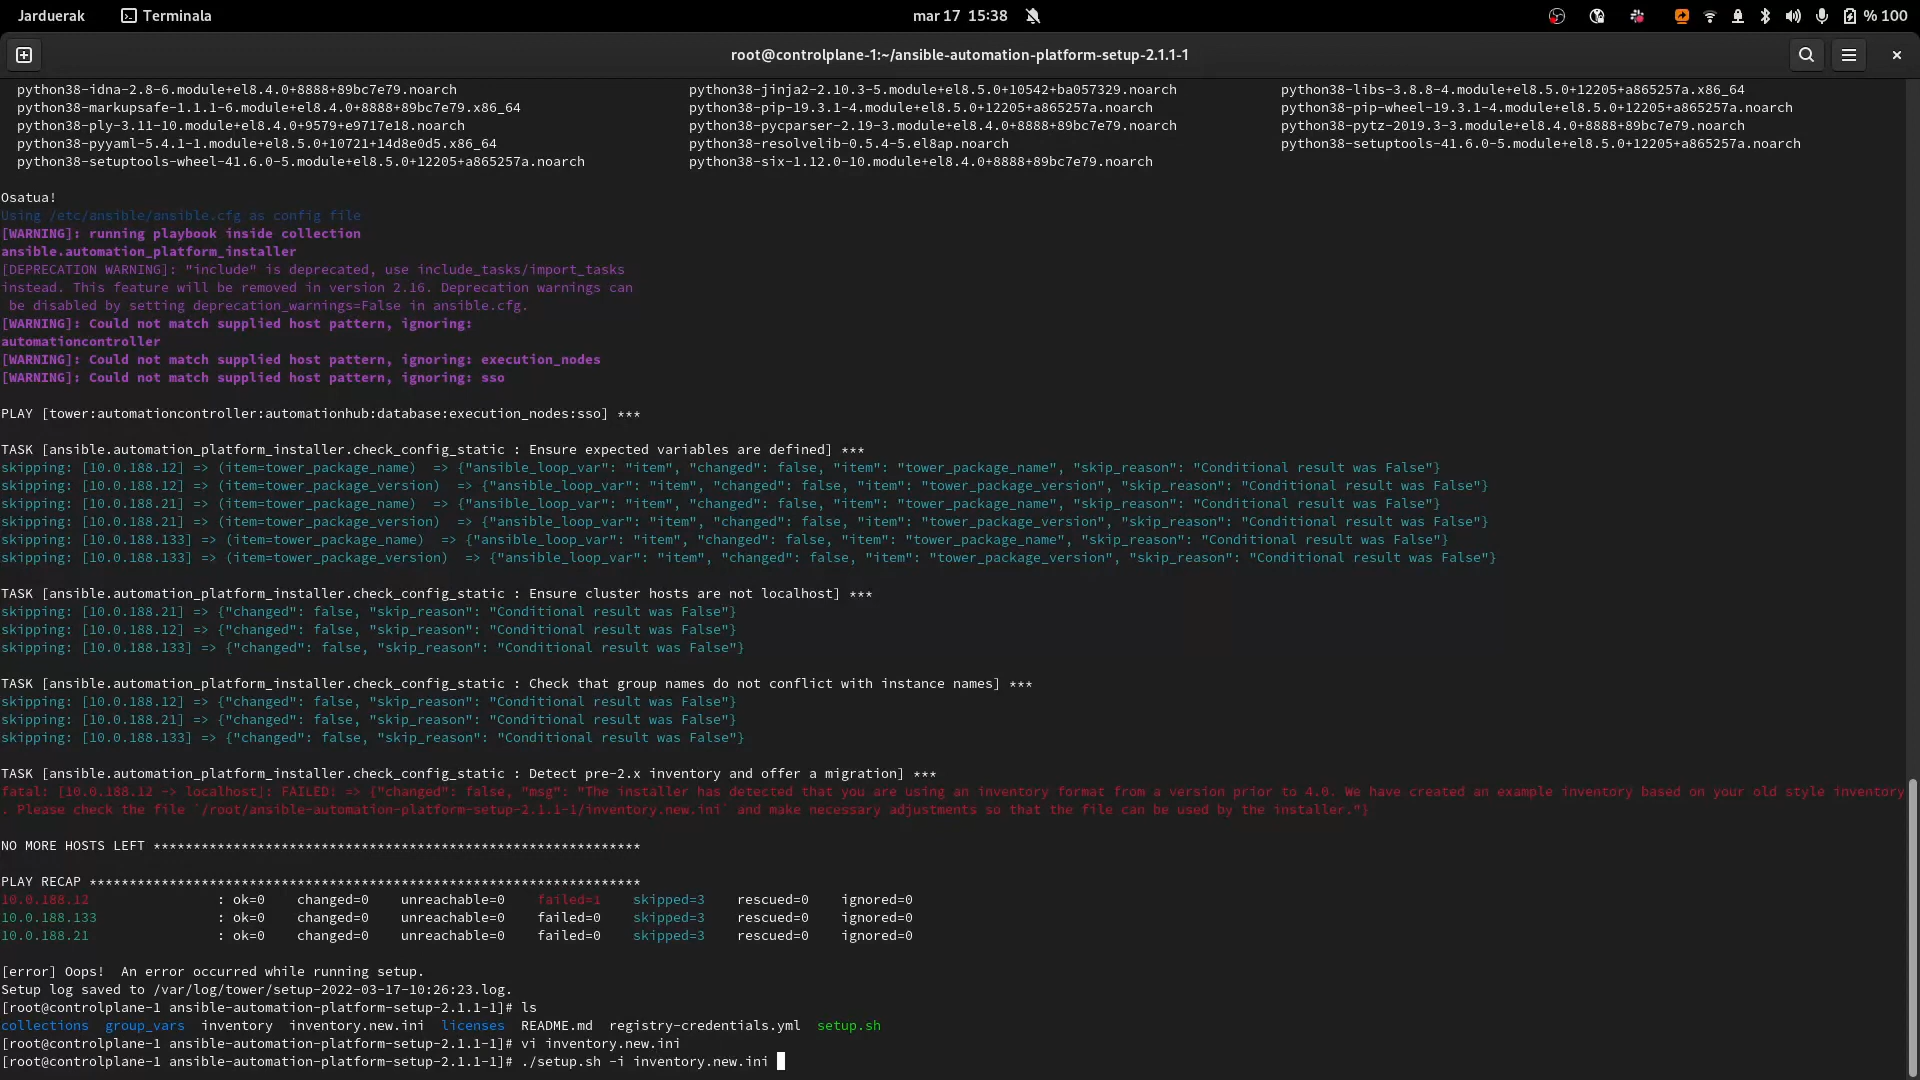 Jarduerak Terminala mar 17 15:38 % 100
root@controlplane-1:~/ansible-automation-platform-setup-2.1.1-1
python38-idna-2.8-6.module+el8.4.0+8888+89bc7e79.noarch python38-jinja2-2.10.3-5.module+el8.5.0+10542+ba057329.noarch python38-libs-3.8.8-4.module+el8.5.0+12205+a865257a.x86_64
python38-markupsafe-1.1.1-6.module+el8.4.0+8888+89bc7e79.x86_64 python38-pip-19.3.1-4.module+el8.5.0+12205+a865257a.noarch python38-pip-wheel-19.3.1-4.module+el8.5.0+12205+a865257a.noarch
python38-ply-3.11-10.module+el8.4.0+9579+e9717e18.noarch python38-pycparser-2.19-3.module+el8.4.0+8888+89bc7e79.noarch python38-pytz-2019.3-3.module+el8.4.0+8888+89bc7e79.noarch
python38-pyyaml-5.4.1-1.module+el8.5.0+10721+14d8e0d5.x86_64 python38-resolvelib-0.5.4-5.el8ap.noarch python38-setuptools-41.6.0-5.module+el8.5.0+12205+a865257a.noarch
python38-setuptools-wheel-41.6.0-5.module+el8.5.0+12205+a865257a.noarch python38-six-1.12.0-10.module+el8.4.0+8888+89bc7e79.noarch
Osatua!
Using /etc/ansible/ansible.cfg as config file
[WARNING]: running playbook inside collection
ansible.automation_platform_installer
[DEPRECATION WARNING]: "include" is deprecated, use include_tasks/import_tasks
instead. This feature will be removed in version 2.16. Deprecation warnings can
be disabled by setting deprecation_warnings=False in ansible.cfg.
[WARNING]: Could not match supplied host pattern, ignoring:
automationcontroller
[WARNING]: Could not match supplied host pattern, ignoring: execution_nodes
[WARNING]: Could not match supplied host pattern, ignoring: sso
PLAY [tower:automationcontroller:automationhub:database:execution_nodes:sso] ***
TASK [ansible.automation_platform_installer.check_config_static : Ensure expected variables are defined] ***
skipping: [10.0.188.12] => (item=tower_package_name)  => {"ansible_loop_var": "item", "changed": false, "item": "tower_package_name", "skip_reason": "Conditional result was False"}
skipping: [10.0.188.12] => (item=tower_package_version)  => {"ansible_loop_var": "item", "changed": false, "item": "tower_package_version", "skip_reason": "Conditional result was False"}
skipping: [10.0.188.21] => (item=tower_package_name)  => {"ansible_loop_var": "item", "changed": false, "item": "tower_package_name", "skip_reason": "Conditional result was False"}
skipping: [10.0.188.21] => (item=tower_package_version)  => {"ansible_loop_var": "item", "changed": false, "item": "tower_package_version", "skip_reason": "Conditional result was False"}
skipping: [10.0.188.133] => (item=tower_package_name)  => {"ansible_loop_var": "item", "changed": false, "item": "tower_package_name", "skip_reason": "Conditional result was False"}
skipping: [10.0.188.133] => (item=tower_package_version)  => {"ansible_loop_var": "item", "changed": false, "item": "tower_package_version", "skip_reason": "Conditional result was False"}
TASK [ansible.automation_platform_installer.check_config_static : Ensure cluster hosts are not localhost] ***
skipping: [10.0.188.21] => {"changed": false, "skip_reason": "Conditional result was False"}
skipping: [10.0.188.12] => {"changed": false, "skip_reason": "Conditional result was False"}
skipping: [10.0.188.133] => {"changed": false, "skip_reason": "Conditional result was False"}
TASK [ansible.automation_platform_installer.check_config_static : Check that group names do not conflict with instance names] ***
skipping: [10.0.188.12] => {"changed": false, "skip_reason": "Conditional result was False"}
skipping: [10.0.188.21] => {"changed": false, "skip_reason": "Conditional result was False"}
skipping: [10.0.188.133] => {"changed": false, "skip_reason": "Conditional result was False"}
TASK [ansible.automation_platform_installer.check_config_static : Detect pre-2.x inventory and offer a migration] ***
fatal: [10.0.188.12 -> localhost]: FAILED! => {"changed": false, "msg": "The installer has detected that you are using an inventory format from a version prior to 4.0. We have created an example inventory based on your old style inventory
. Please check the file `/root/ansible-automation-platform-setup-2.1.1-1/inventory.new.ini` and make necessary adjustments so that the file can be used by the installer."}
NO MORE HOSTS LEFT *************************************************************
PLAY RECAP *********************************************************************
10.0.188.12 : ok=0 changed=0 unreachable=0 failed=1 skipped=3 rescued=0 ignored=0
10.0.188.133 : ok=0 changed=0 unreachable=0 failed=0 skipped=3 rescued=0 ignored=0
10.0.188.21 : ok=0 changed=0 unreachable=0 failed=0 skipped=3 rescued=0 ignored=0
[error] Oops!  An error occurred while running setup.
Setup log saved to /var/log/tower/setup-2022-03-17-10:26:23.log.
[root@controlplane-1 ansible-automation-platform-setup-2.1.1-1]# ls
collections group_vars inventory inventory.new.ini licenses README.md registry-credentials.yml setup.sh
[root@controlplane-1 ansible-automation-platform-setup-2.1.1-1]# vi inventory.new.ini
[root@controlplane-1 ansible-automation-platform-setup-2.1.1-1]# ./setup.sh -i inventory.new.ini